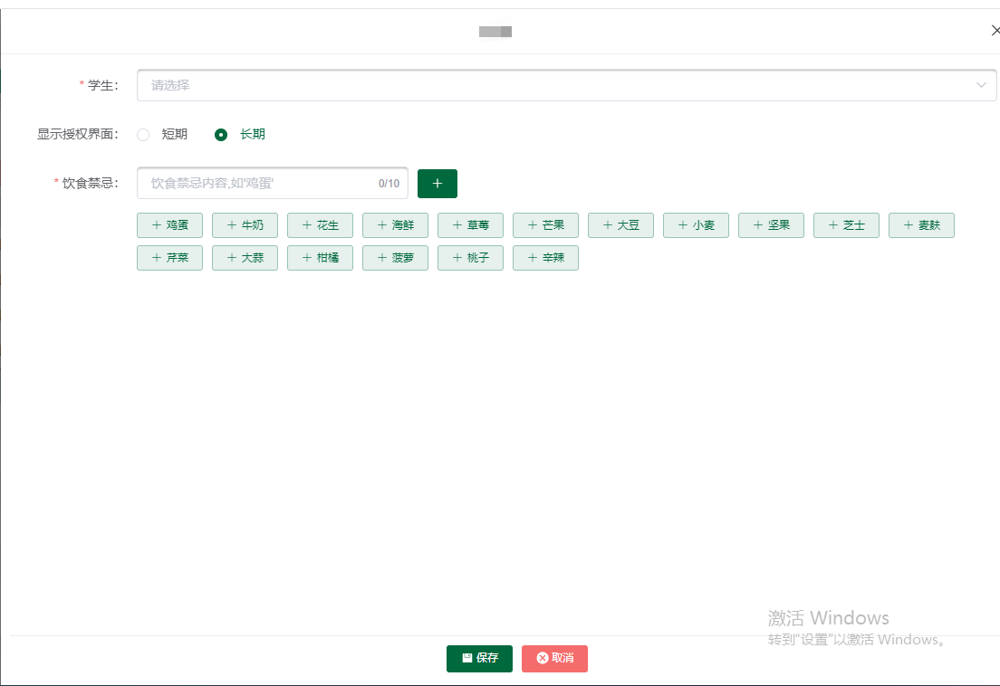 * 学生：
请选择
显示授权界面： 短期 长期
* 饮食禁忌： 饮食禁忌内容,如'鸡蛋' 0/10 +
+ 鸡蛋 + 牛奶 + 花生 + 海鲜 + 草莓 + 芒果 + 大豆 + 小麦 + 坚果 + 芝士 + 麦麸
+ 芹菜 + 大蒜 + 柑橘 + 菠萝 + 桃子 + 辛辣
激活 Windows
转到"设置"以激活 Windows。
保存 取消